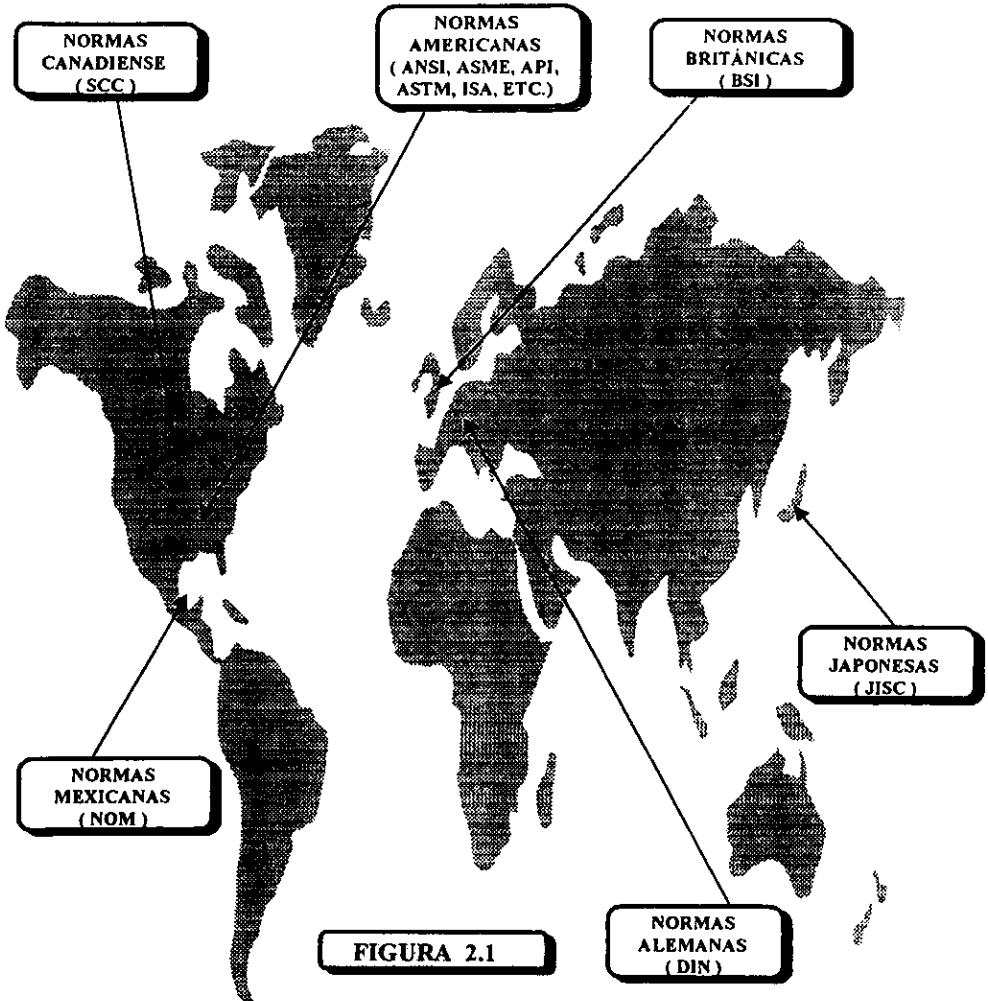 NORMAS
CANADIENSE
( SCC )
NORMAS
AMERICANAS
( ANSI, ASME, API,
ASTM, ISA, ETC.)
NORMAS
BRITÁNICAS
( BSI )
NORMAS
JAPONESAS
( JISC )
NORMAS
MEXICANAS
( NOM )
NORMAS
ALEMANAS
( DIN )
FIGURA 2.1